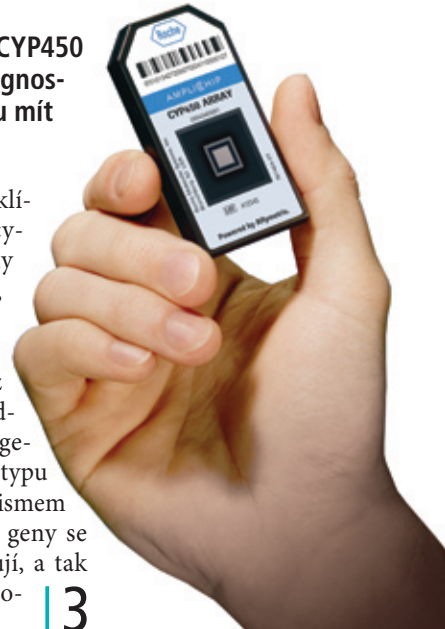 CYP450
gnos-
u mít
klí-
cy-
y
z
d-
ge-
typu
ismem
geny se
ují, a tak
o-
3
Roche
AMPLICHIP
CYP450 ARRAY
Powered by Affymetrix